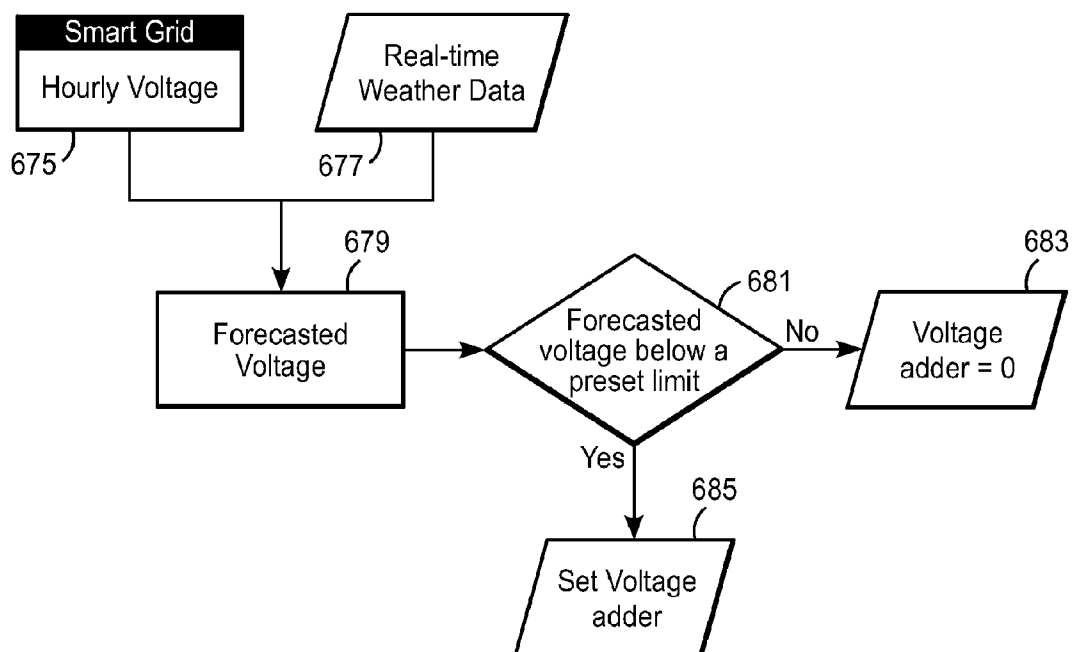 Smart Grid
Hourly Voltage
675
Real-time
Weather Data
677
679
Forecasted
Voltage
681
Forecasted
voltage below a
preset limit
No
Yes
683
Voltage
adder = 0
685
Set Voltage
adder